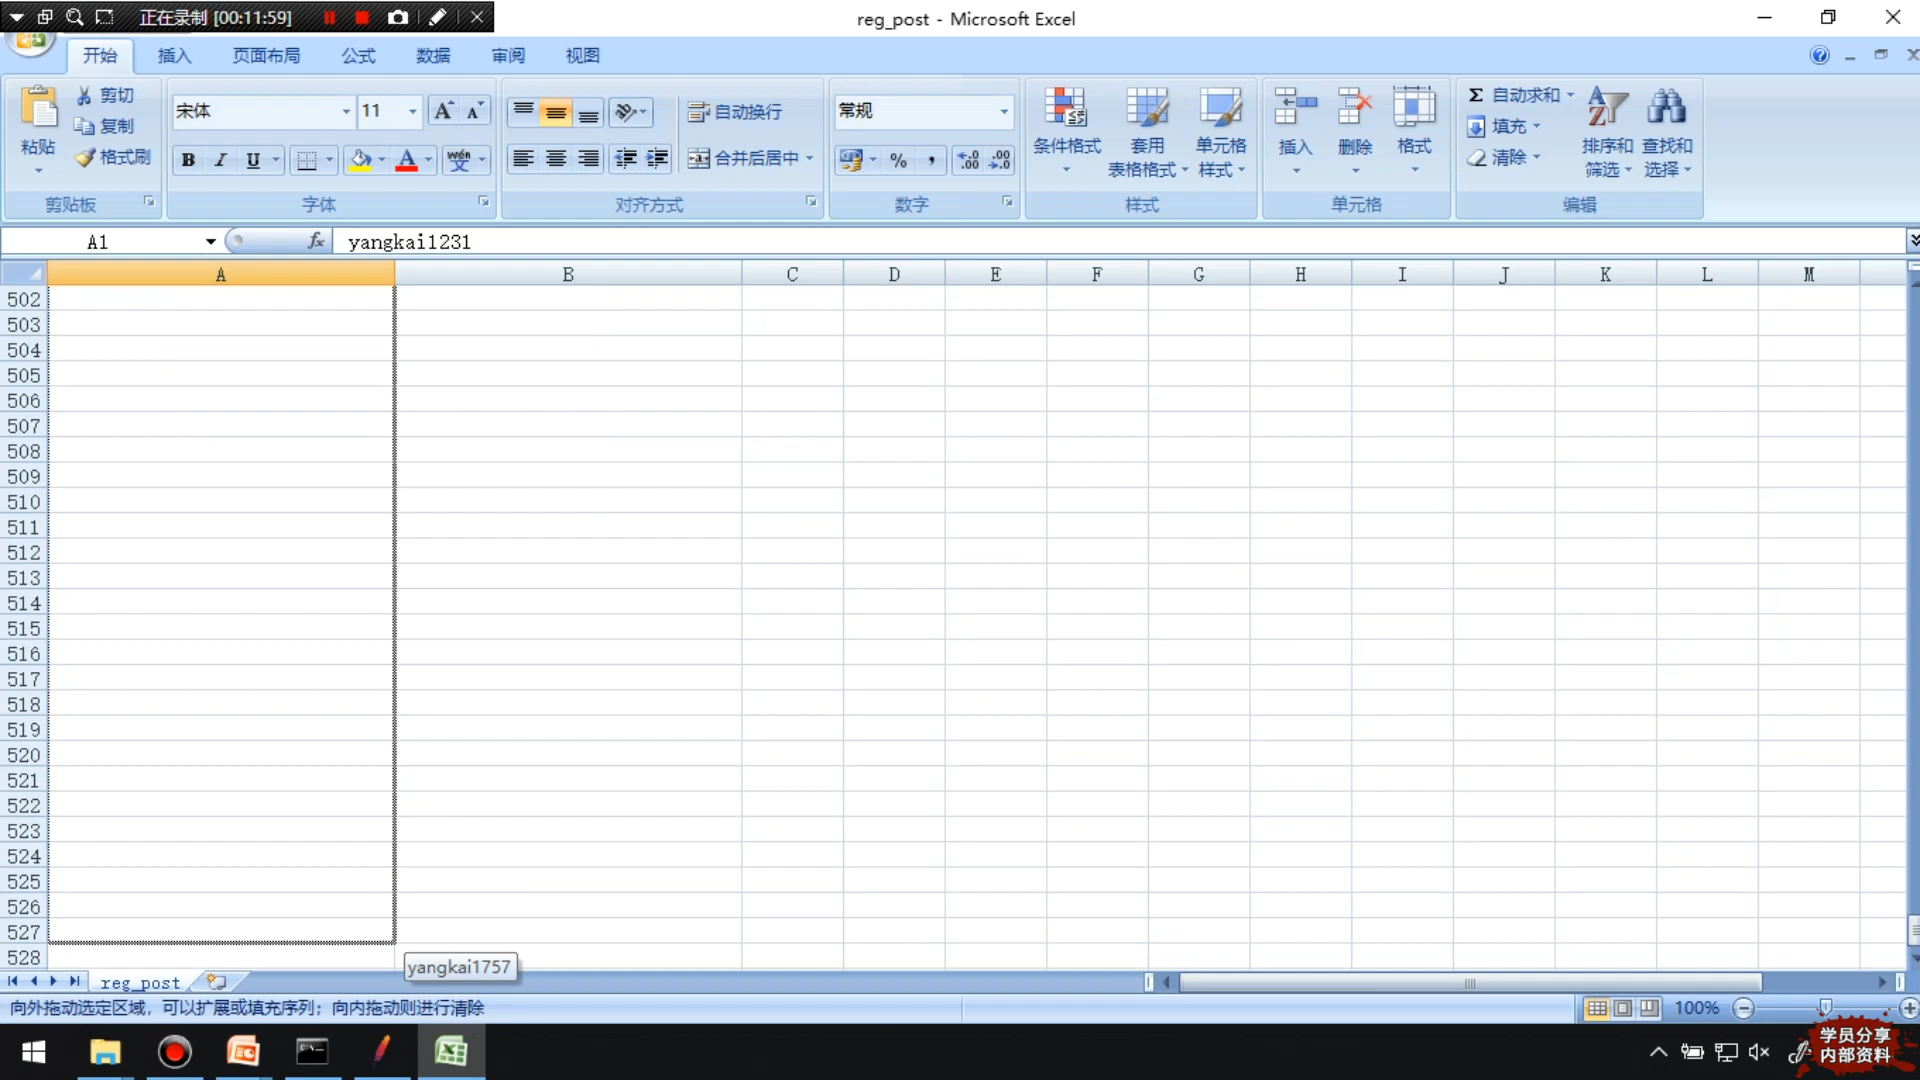 正在录制 [00:11:59]
reg_post - Microsoft Excel
开始 插入 页面布局 公式 数据 审阅 视图
粘贴 剪切 复制 格式刷 剪贴板
宋体 11 A A B I U A wén 字体
自动换行 合并后居中 对齐方式
常规 % , .00 .00 .0 数字
条件格式 套用表格格式 单元格样式 样式
插入 删除 格式 单元格
Σ 自动求和 填充 清除 排序和筛选 查找和选择 编辑
A1 fx yangkai1231
A B C D E F G H I J K L M
502
503
504
505
506
507
508
509
510
511
512
513
514
515
516
517
518
519
520
521
522
523
524
525
526
527
528
yangkai1757
reg_post
向外拖动选定区域，可以扩展或填充序列；向内拖动则进行清除 100%
学员分享
内部资料